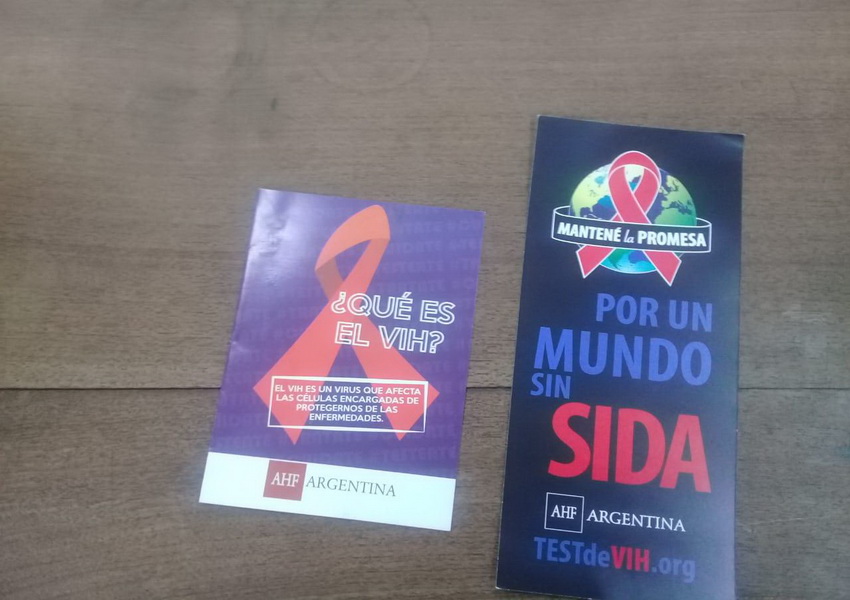 ¿QUÉ ES
EL VIH?
EL VIH ES UN VIRUS QUE AFECTA
LAS CÉLULAS ENCARGADAS DE
PROTEGERNOS DE LAS
ENFERMEDADES.
AHF ARGENTINA
MANTENÉ la PROMESA
POR UN
MUNDO
SIN
SIDA
AHF ARGENTINA
TESTdeVIH.org